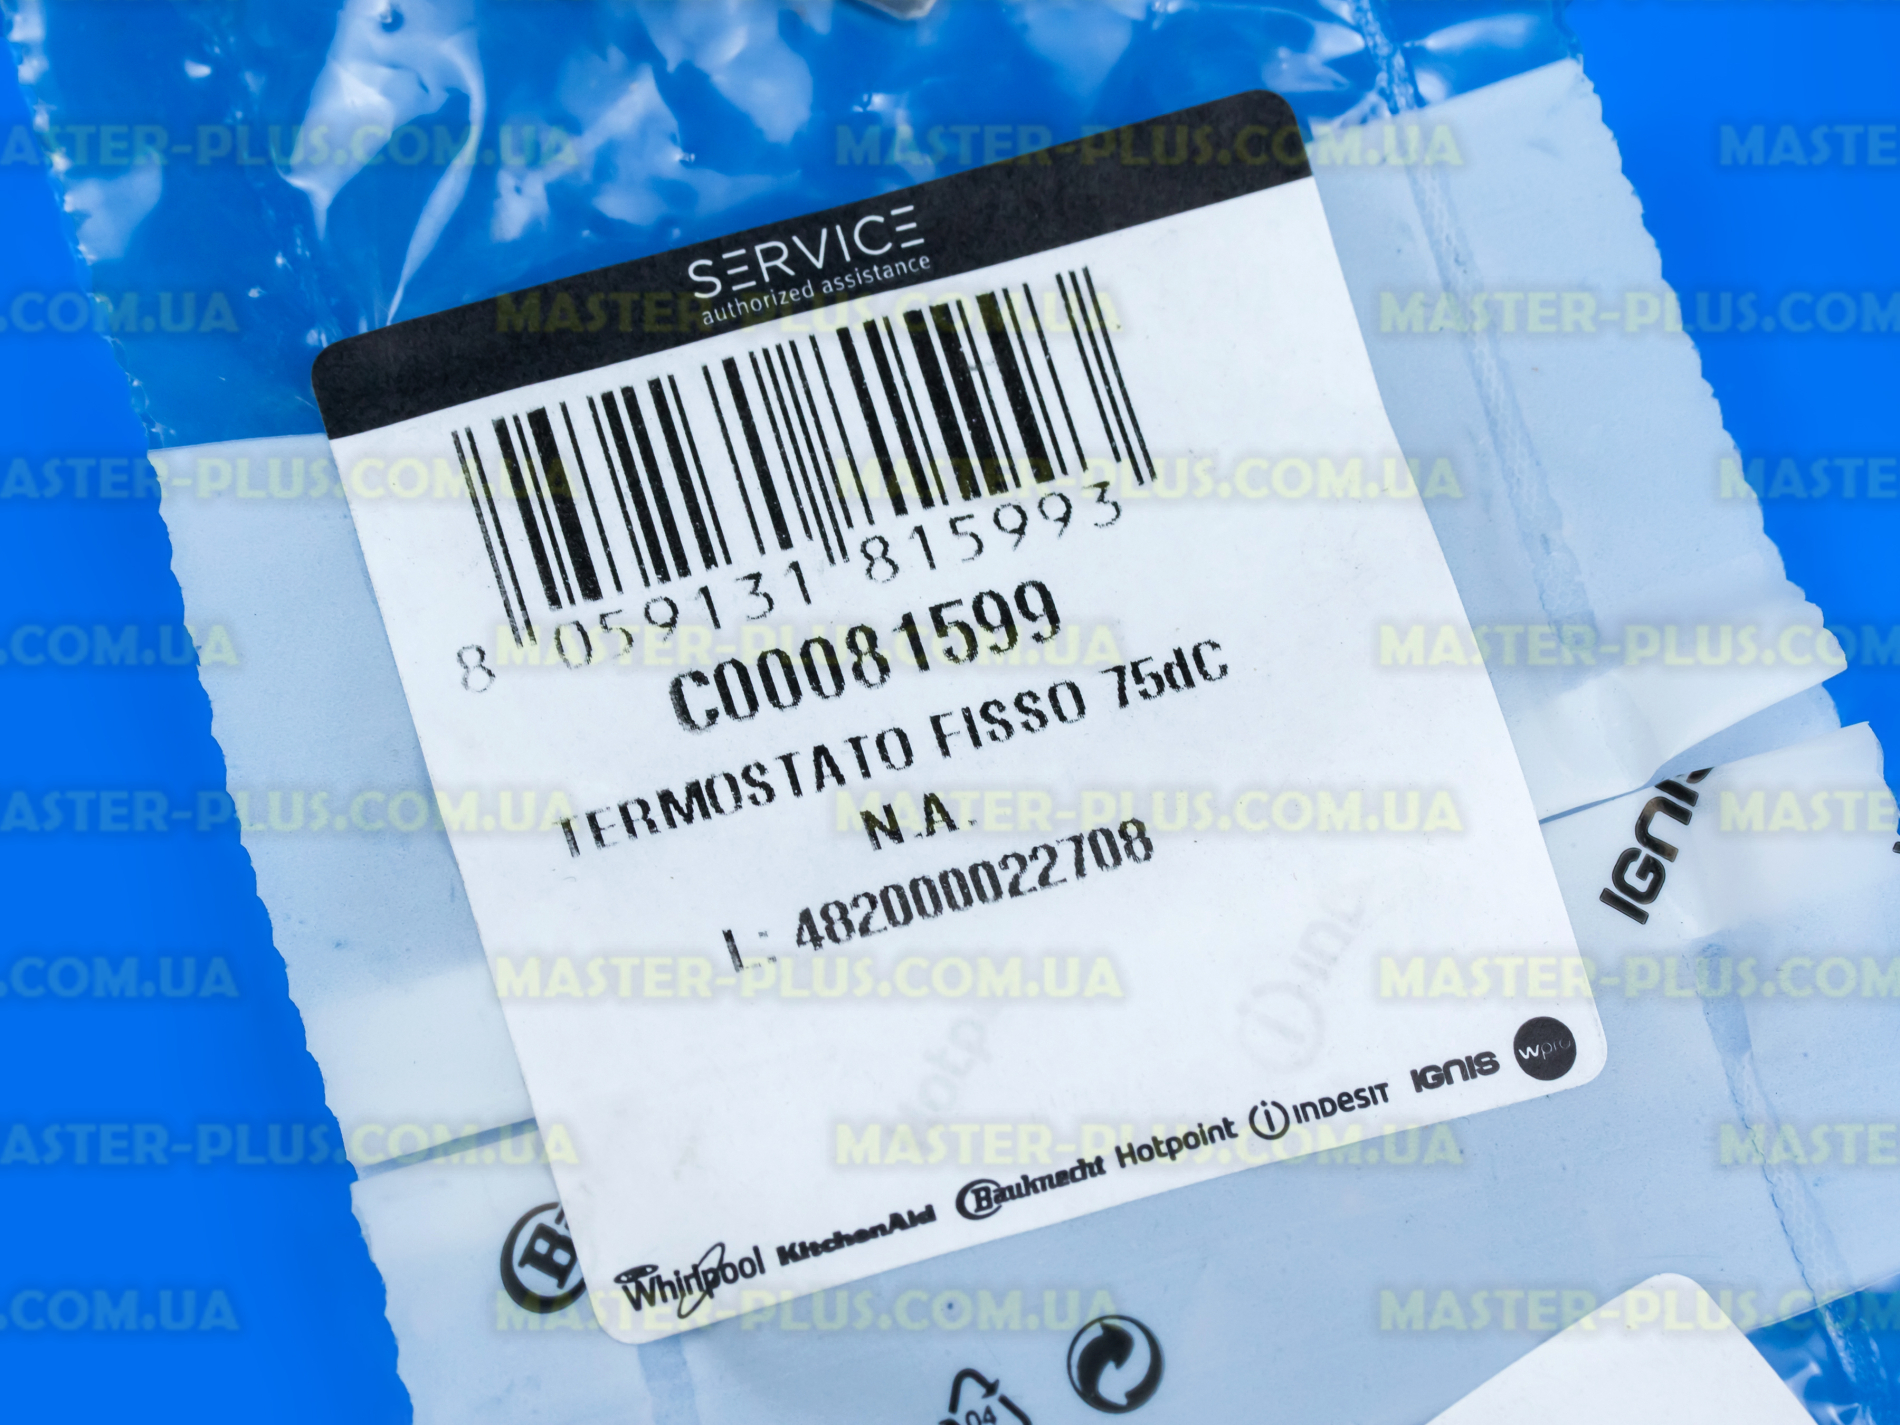 SERVICE
authorized assistance
8 059131 815993
C00081599
TERMOSTATO FISSO 75dC
N.A.
L: 482000022708
Whirlpool KitchenAid Bauknecht Hotpoint indesit IGNIS wpro
IGNIS
B
04
MASTER-PLUS.COM.UA